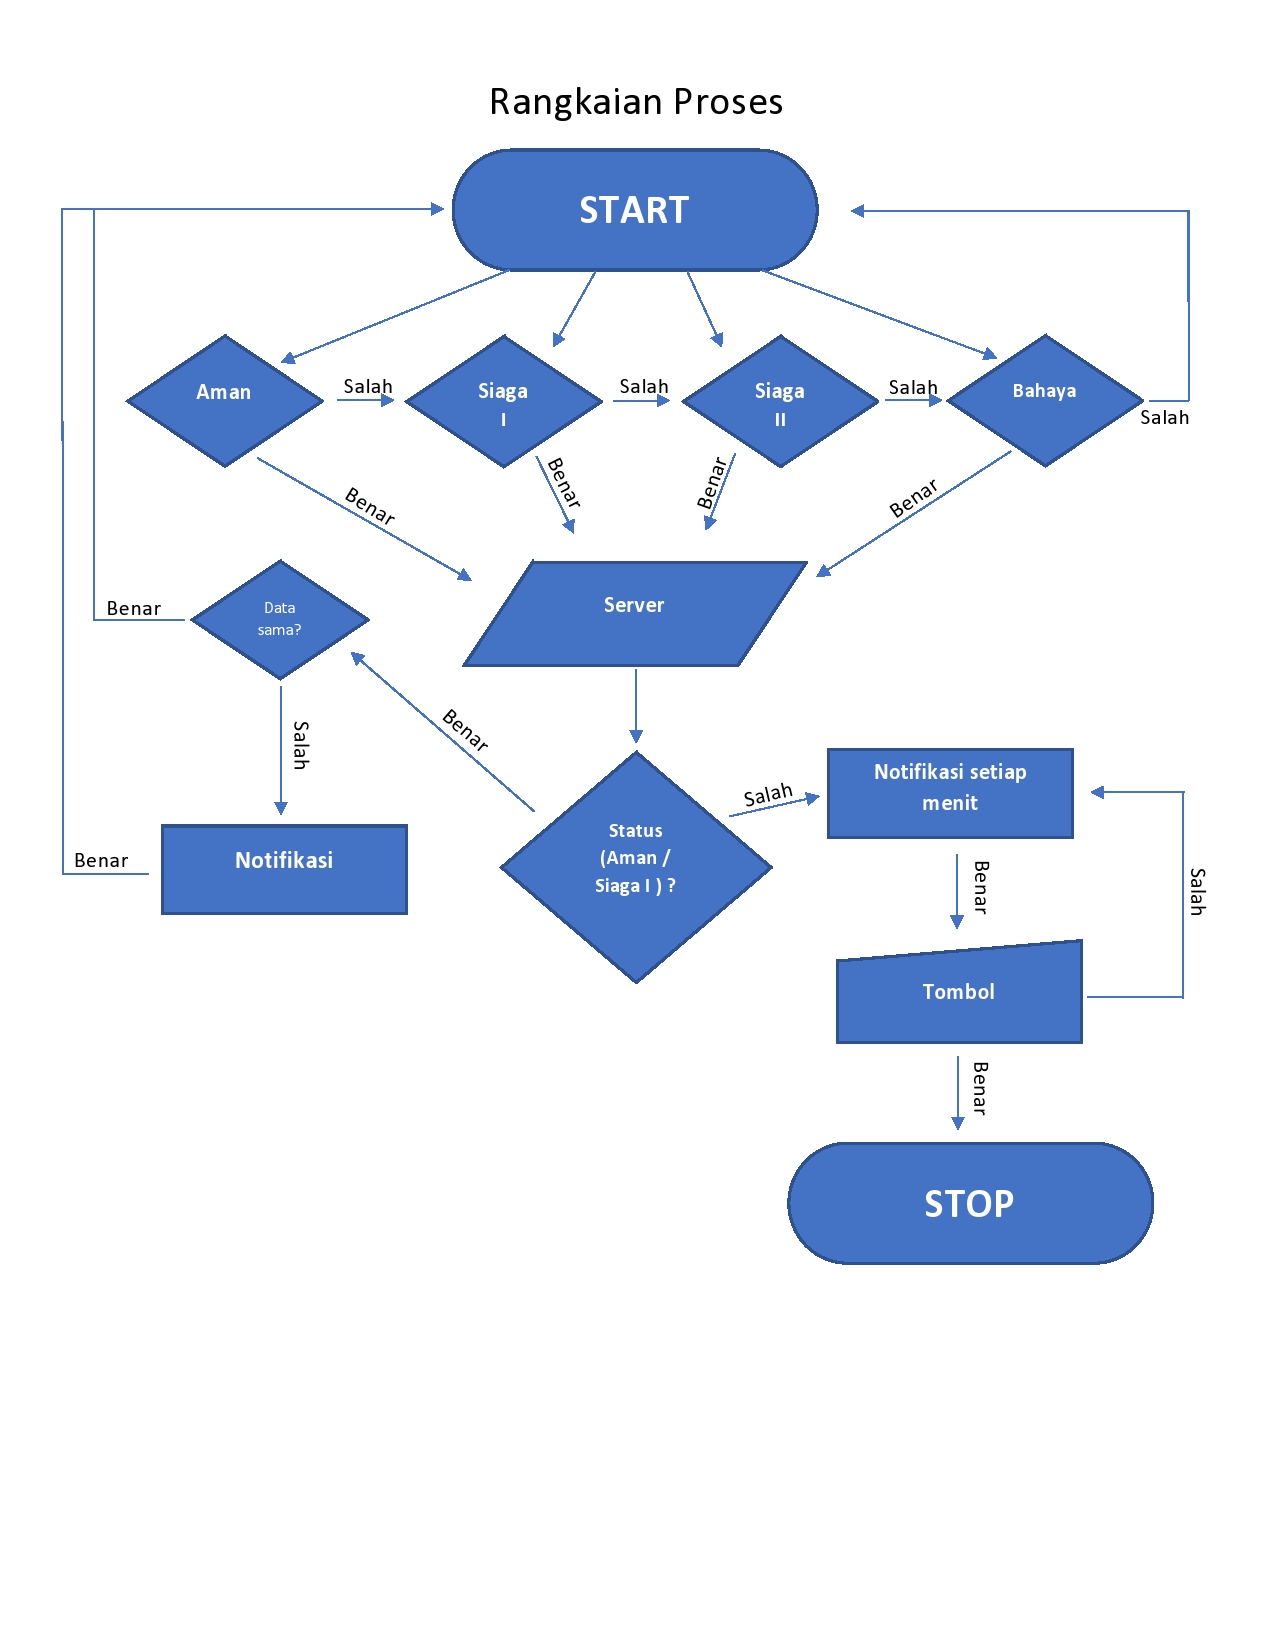 Rangkaian Proses
START
Aman
Salah
Siaga
I
Salah
Siaga
II
Salah
Bahaya
Salah
Benar
Benar
Benar
Benar
Benar
Data
sama?
Server
Salah
Benar
Benar
Notifikasi
Status
(Aman /
Siaga I ) ?
Salah
Notifikasi setiap
menit
Benar
Salah
Tombol
Benar
STOP